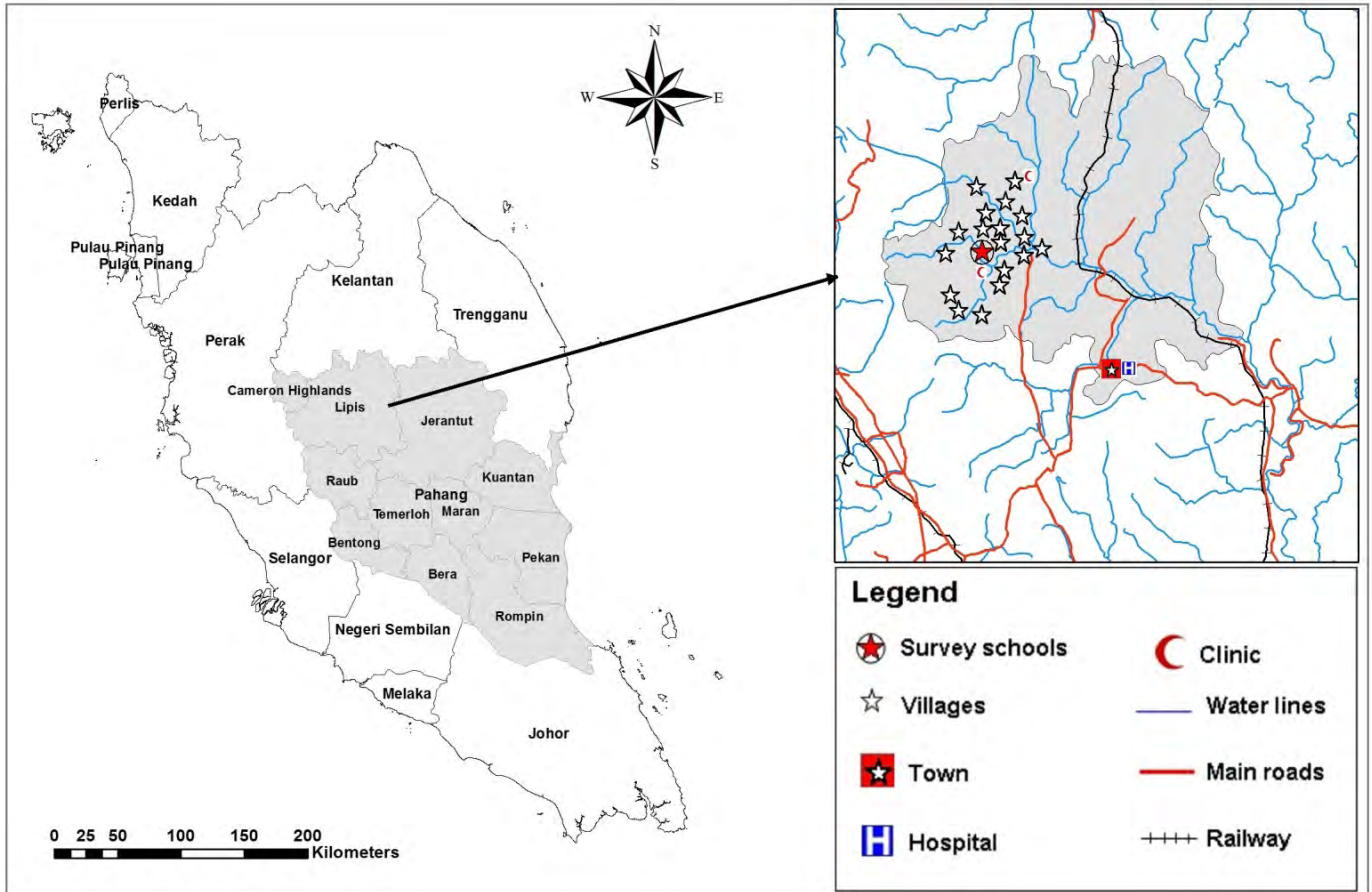 N
W E
S
Perlis
Kedah
Pulau Pinang
Pulau Pinang
Kelantan
Trengganu
Perak
Cameron Highlands
Lipis
Jerantut
Kuantan
Raub
Pahang
Temerloh
Maran
Bentong
Pekan
Selangor
Bera
Rompin
Negeri Sembilan
Melaka
Johor
0 25 50 100 150 200
Kilometers
H
Legend
Survey schools
Clinic
Villages
Water lines
Town
Main roads
H Hospital
Railway